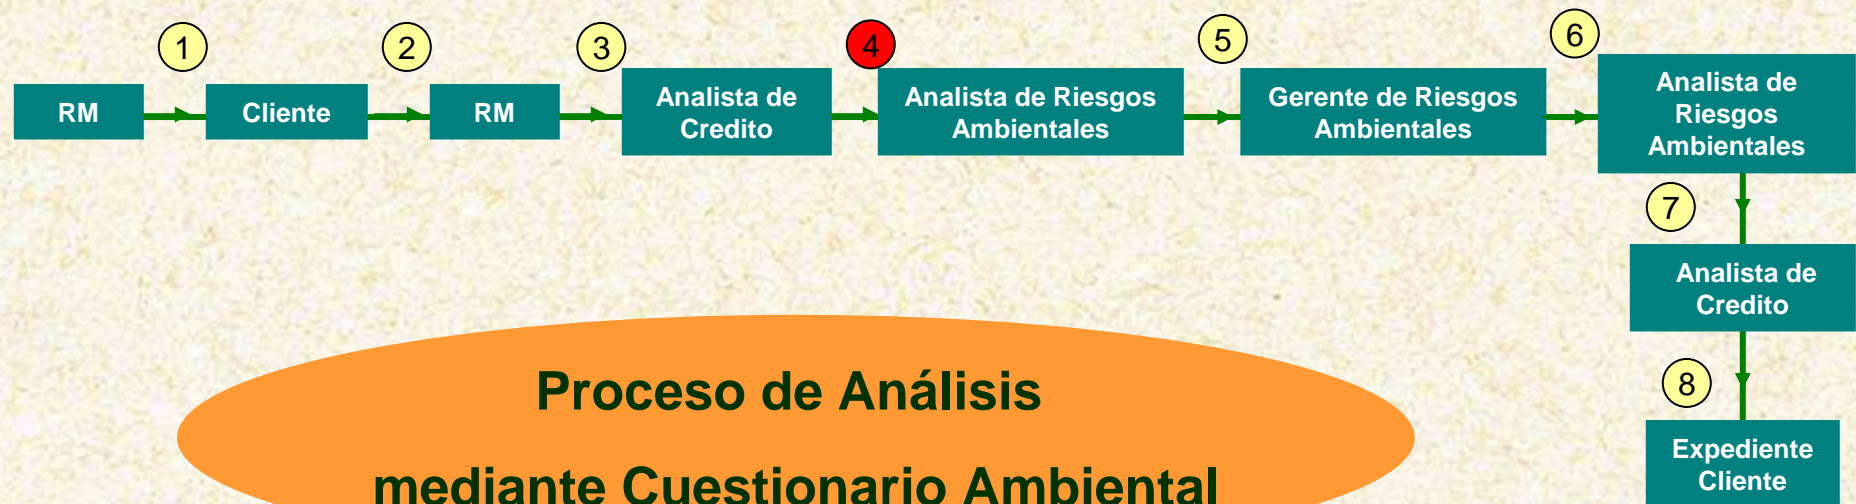 1
2
3
4
5
6
RM
Cliente
RM
Analista de
Credito
Analista de Riesgos
Ambientales
Gerente de Riesgos
Ambientales
Analista de
Riesgos
Ambientales
7
Analista de
Credito
8
Expediente
Cliente
Proceso de Análisis
mediante Cuestionario Ambiental